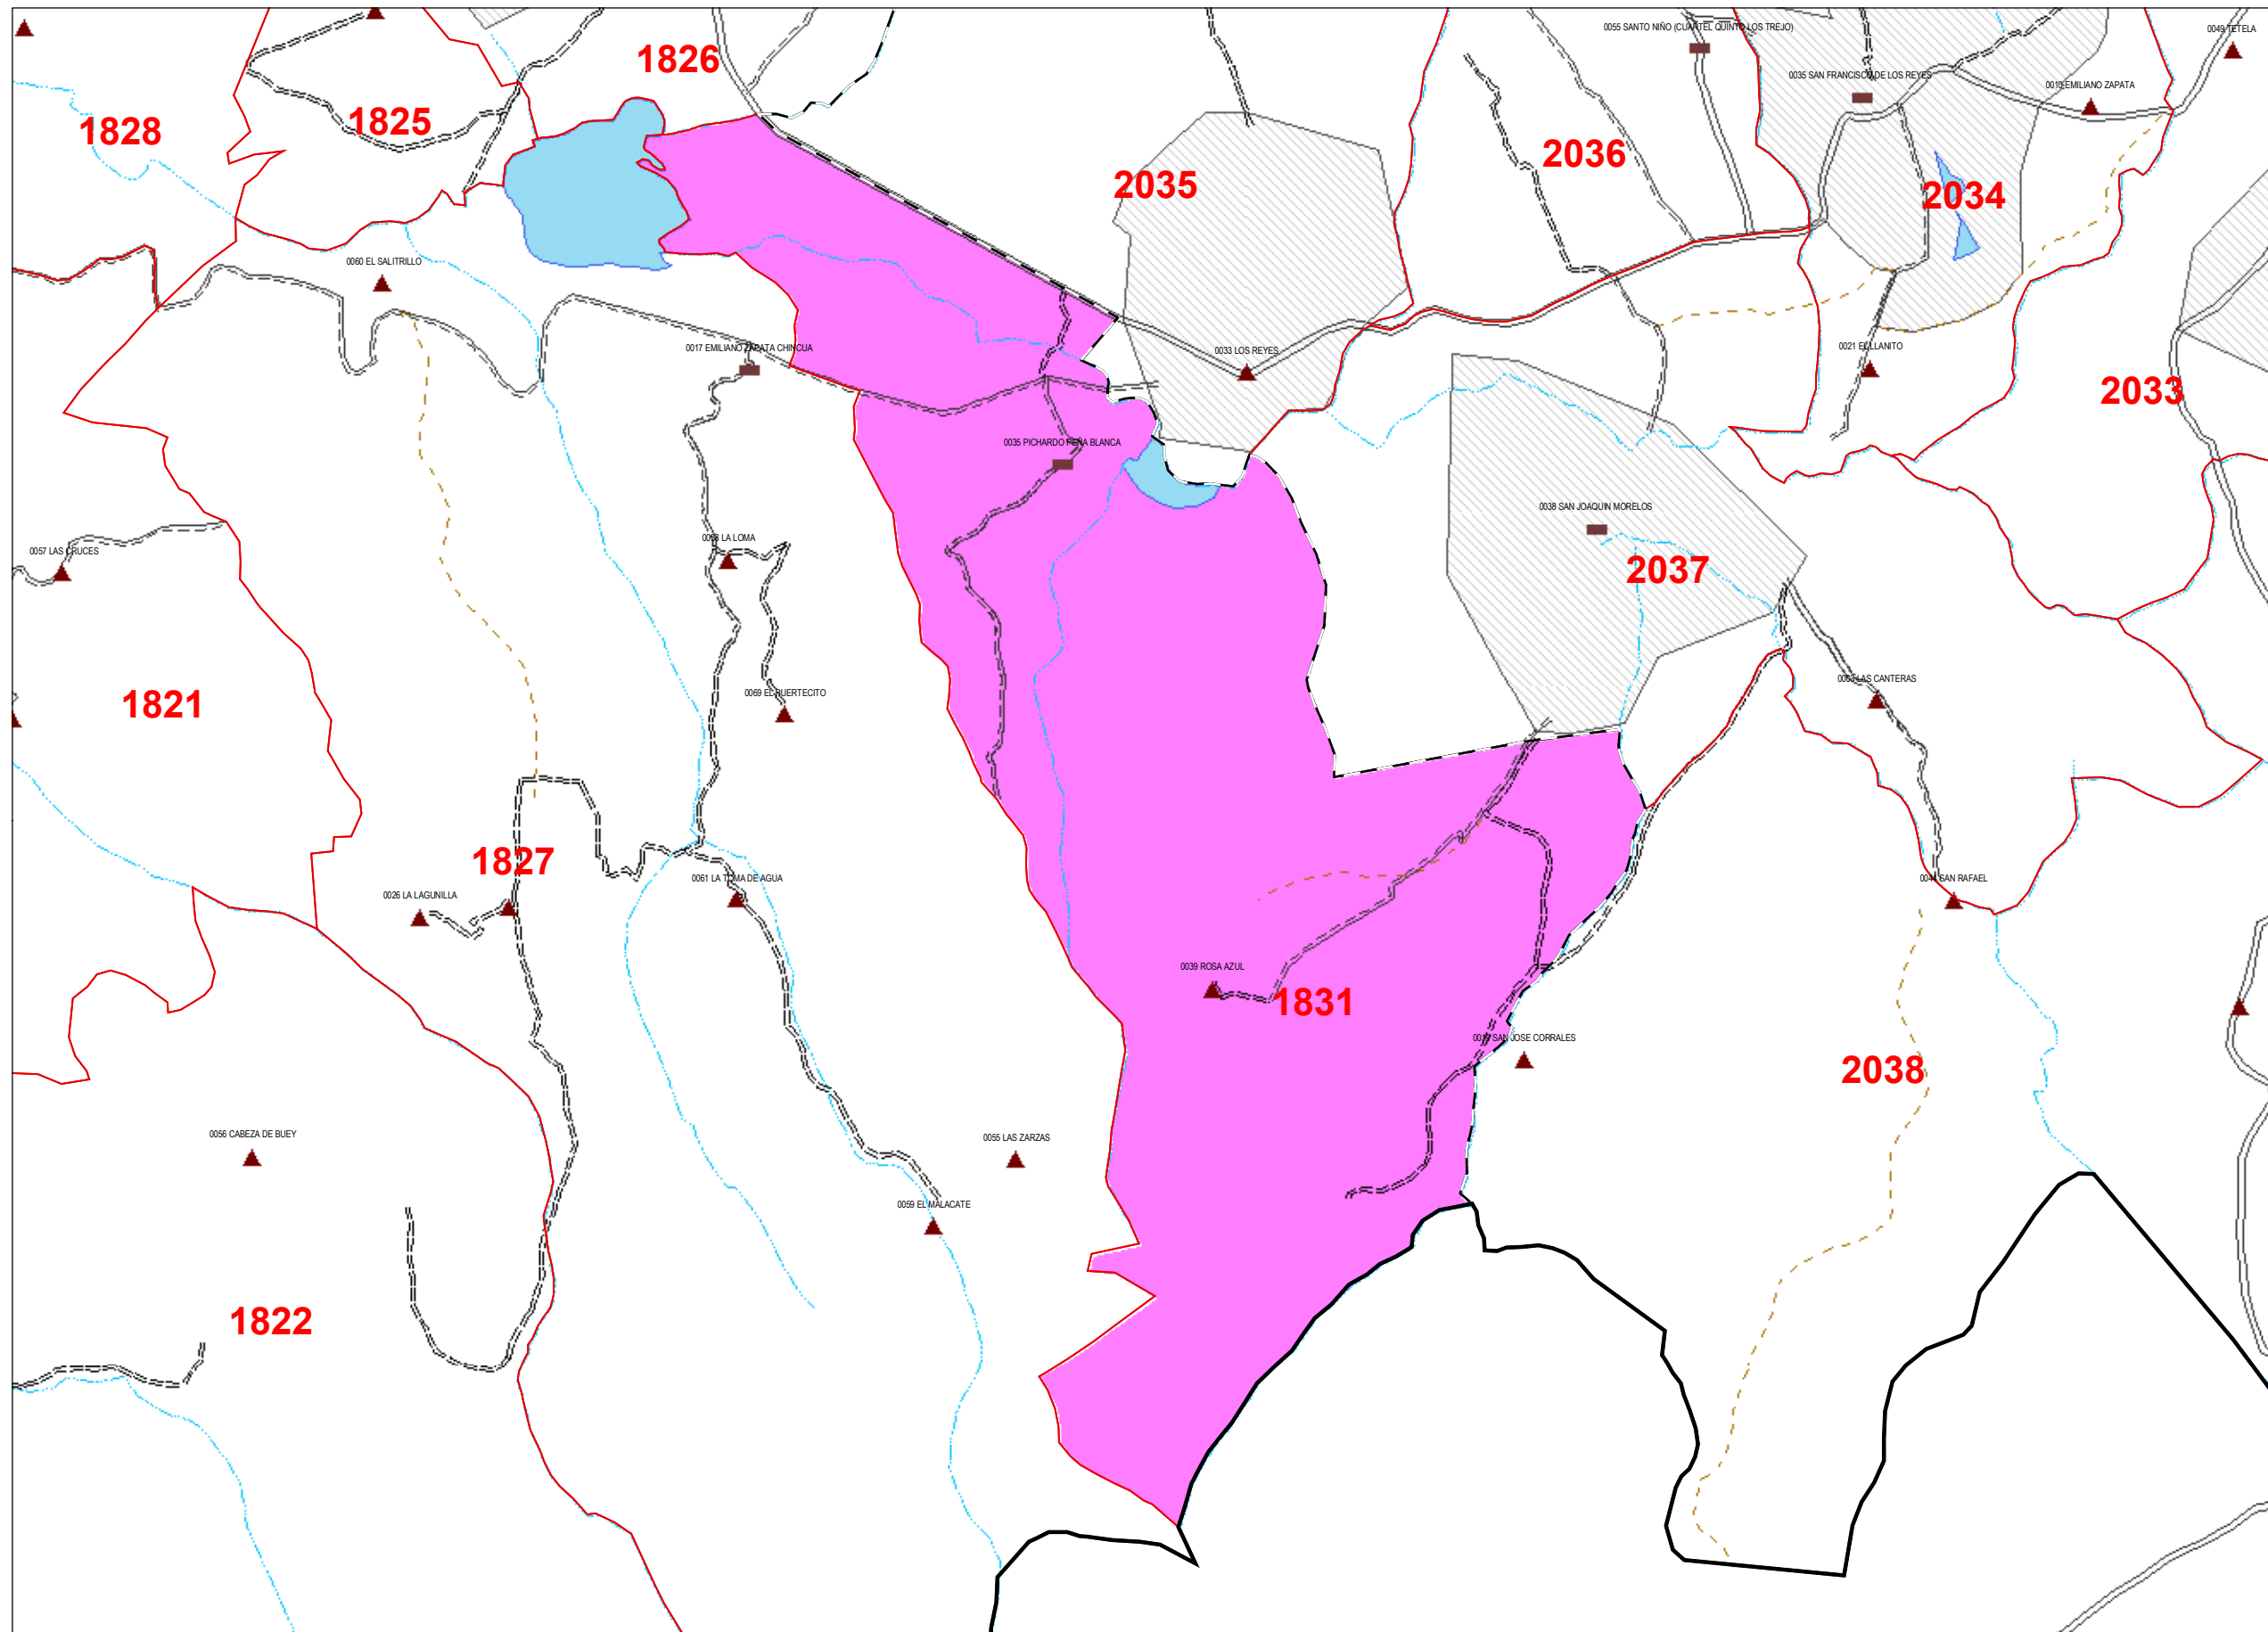 0055 SANTO NIÑO (CUARTEL QUINTO LOS TREJO)
0049 TETELA
1826
0035 SAN FRANCISCO DE LOS REYES
0010 EMILIANO ZAPATA
1828
1825
2036
2035
2034
0060 EL SALITRILLO
0017 EMILIANO ZAPATA CHINCUA
0033 LOS REYES
0021 EL LLANITO
2033
0035 PICHARDO PEÑA BLANCA
0038 SAN JOAQUIN MORELOS
0057 LAS CRUCES
LA LOMA
2037
0069 EL PUERTECITO
LAS CANTERAS
1821
1827
0026 LA LAGUNILLA
0061 LA TOMA DE AGUA
SAN RAFAEL
0039 ROSA AZUL
1831
SAN JOSE CORRALES
2038
0056 CABEZA DE BUEY
0055 LAS ZARZAS
0059 EL MALACATE
1822